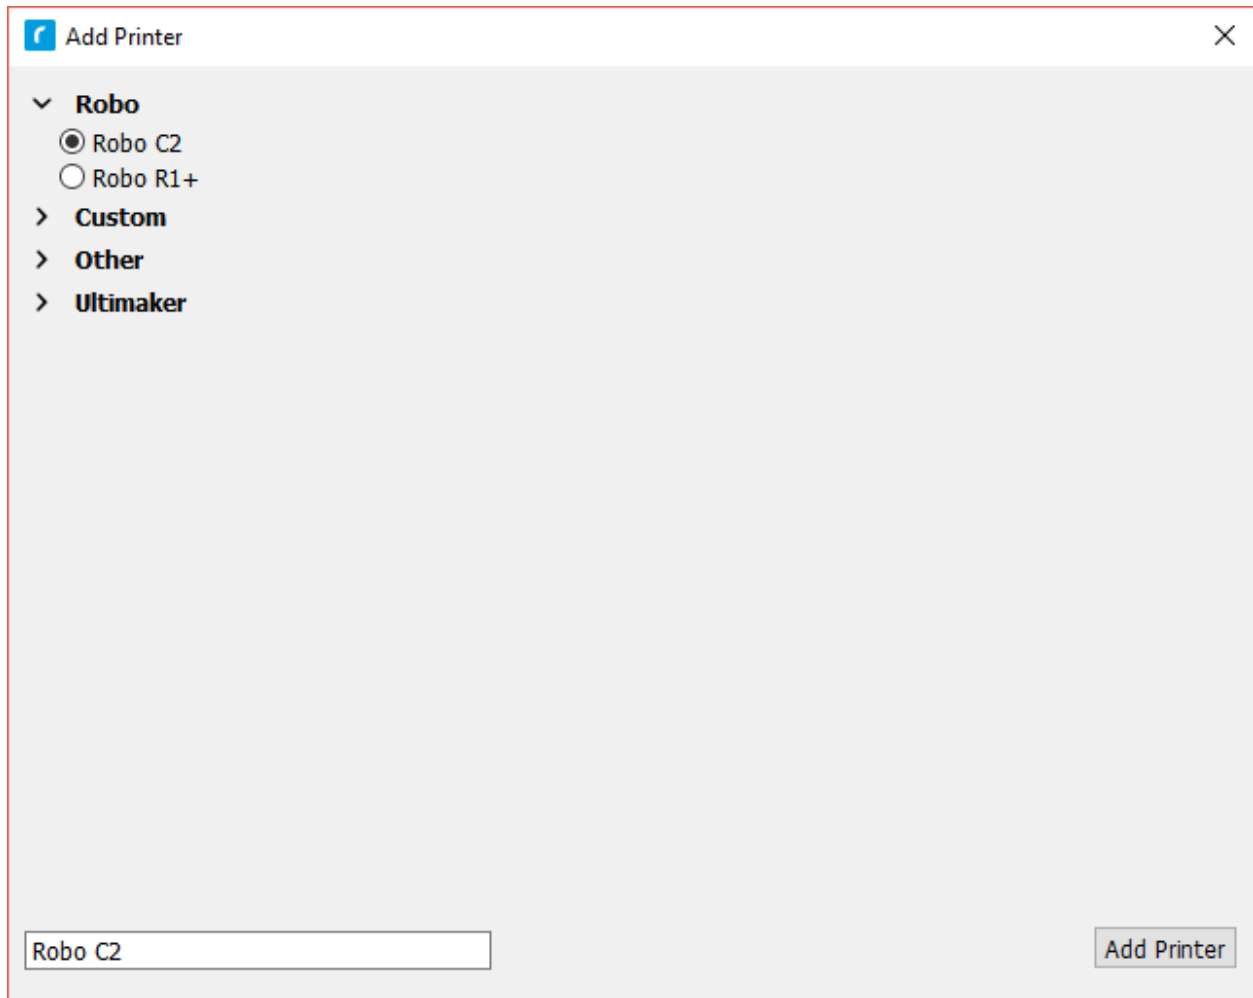 Add Printer
Robo
Robo C2
Robo R1+
Custom
Other
Ultimaker
Robo C2
Add Printer